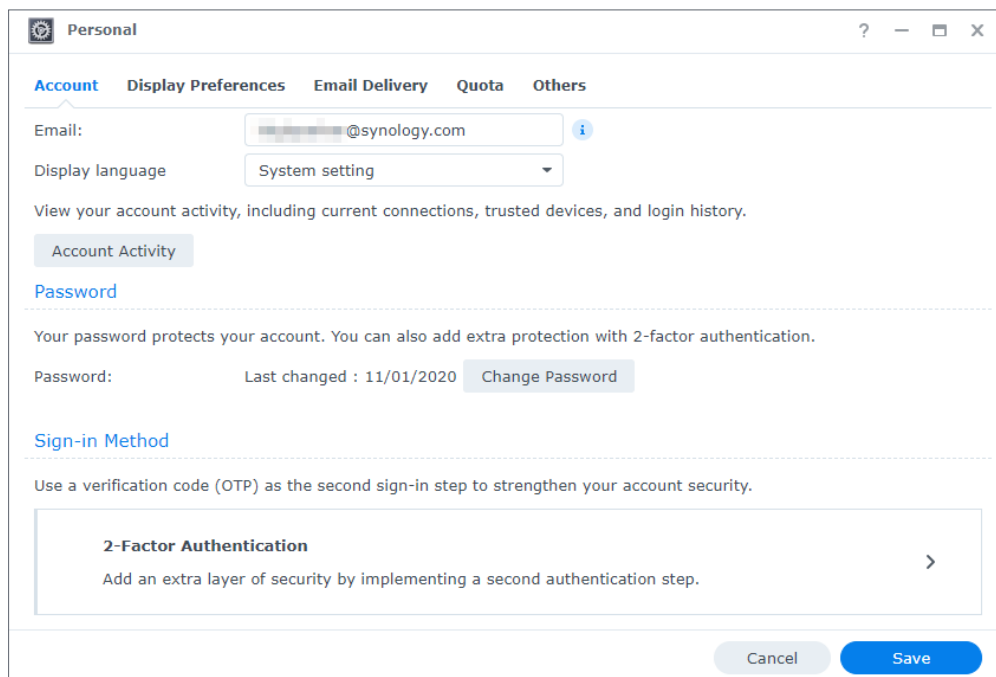 Personal
Account Display Preferences Email Delivery Quota Others
Email: @synology.com
Display language System setting
View your account activity, including current connections, trusted devices, and login history.
Account Activity
Password
Your password protects your account. You can also add extra protection with 2-factor authentication.
Password: Last changed : 11/01/2020 Change Password
Sign-in Method
Use a verification code (OTP) as the second sign-in step to strengthen your account security.
2-Factor Authentication
Add an extra layer of security by implementing a second authentication step.
Cancel Save